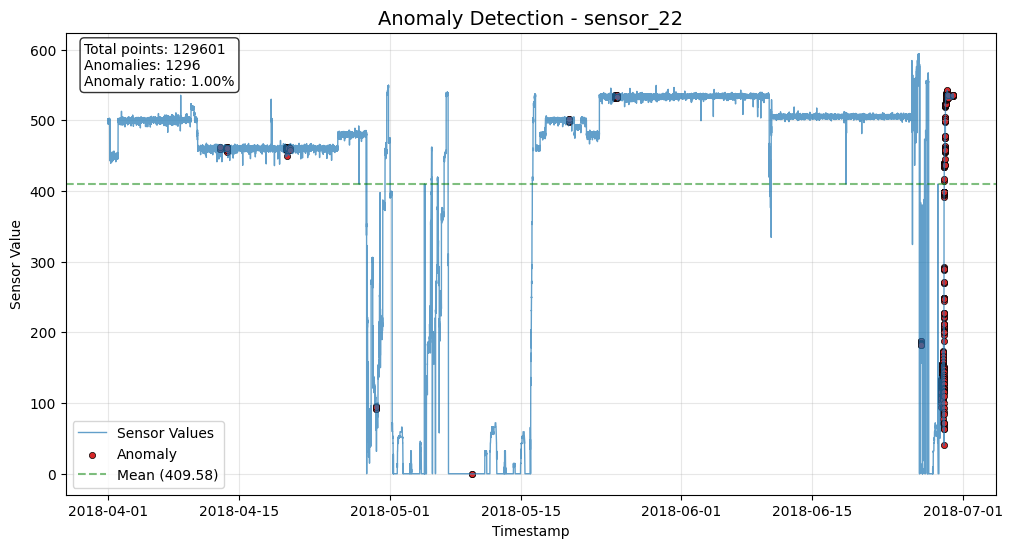 Anomaly Detection - sensor_22
Total points: 129601
Anomalies: 1296
Anomaly ratio: 1.00%
Sensor Value
600
500
400
300
200
100
0
Sensor Values
Anomaly
Mean (409.58)
2018-04-01 2018-04-15 2018-05-01 2018-05-15 2018-06-01 2018-06-15 2018-07-01
Timestamp